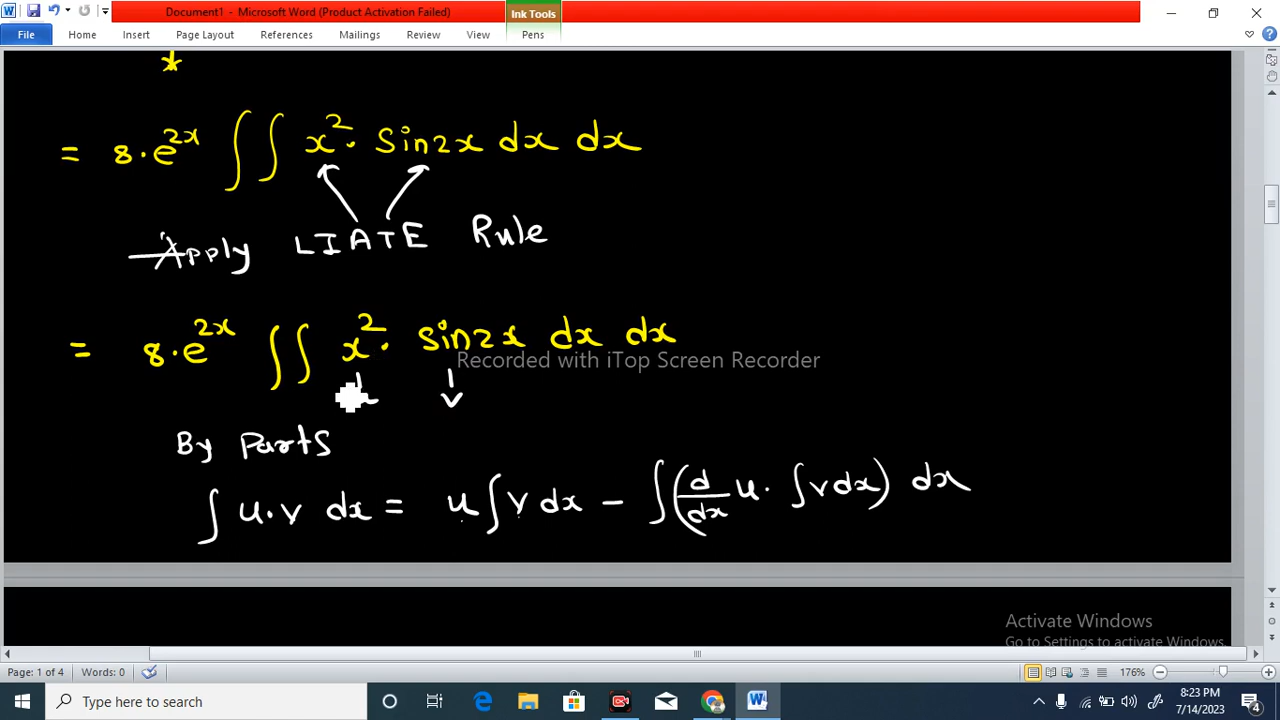 Document1 - Microsoft Word (Product Activation Failed)
Ink Tools
File Home Insert Page Layout References Mailings Review View Pens
= 8·e^{2x} ∫∫ x²· Sin2x dx dx
Apply LIATE Rule
= 8·e^{2x} ∫∫ x²· Sin2x dx dx
Recorded with iTop Screen Recorder
By Parts
∫ u·v dx = u∫v dx − ∫(d/dx u· ∫vdx) dx
Activate Windows
Go to Settings to activate Windows.
Page: 1 of 4 Words: 0 176%
Type here to search
8:23 PM
7/14/2023
4